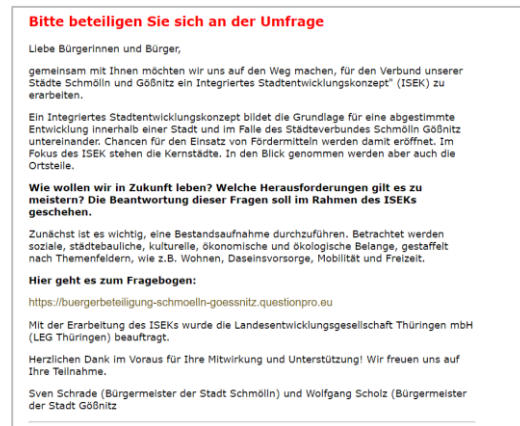 Bitte beteiligen Sie sich an der Umfrage
Liebe Bürgerinnen und Bürger,
gemeinsam mit Ihnen möchten wir uns auf den Weg machen, für den Verbund unserer
Städte Schmölln und Gößnitz ein Integriertes Stadtentwicklungskonzept" (ISEK) zu
erarbeiten.
Ein Integriertes Stadtentwicklungskonzept bildet die Grundlage für eine abgestimmte
Entwicklung innerhalb einer Stadt und im Falle des Städteverbundes Schmölln Gößnitz
untereinander. Chancen für den Einsatz von Fördermitteln werden damit eröffnet. Im
Fokus des ISEK stehen die Kernstädte. In den Blick genommen werden aber auch die
Ortsteile.
Wie wollen wir in Zukunft leben? Welche Herausforderungen gilt es zu
meistern? Die Beantwortung dieser Fragen soll im Rahmen des ISEKs
geschehen.
Zunächst ist es wichtig, eine Bestandsaufnahme durchzuführen. Betrachtet werden
soziale, städtebauliche, kulturelle, ökonomische und ökologische Belange, gestaffelt
nach Themenfeldern, wie z.B. Wohnen, Daseinsvorsorge, Mobilität und Freizeit.
Hier geht es zum Fragebogen:
https://buergerbeteiligung-schmoelln-goessnitz.questionpro.eu
Mit der Erarbeitung des ISEKs wurde die Landesentwicklungsgesellschaft Thüringen mbH
(LEG Thüringen) beauftragt.
Herzlichen Dank im Voraus für Ihre Mitwirkung und Unterstützung! Wir freuen uns auf
Ihre Teilnahme.
Sven Schrade (Bürgermeister der Stadt Schmölln) und Wolfgang Scholz (Bürgermeister
der Stadt Gößnitz